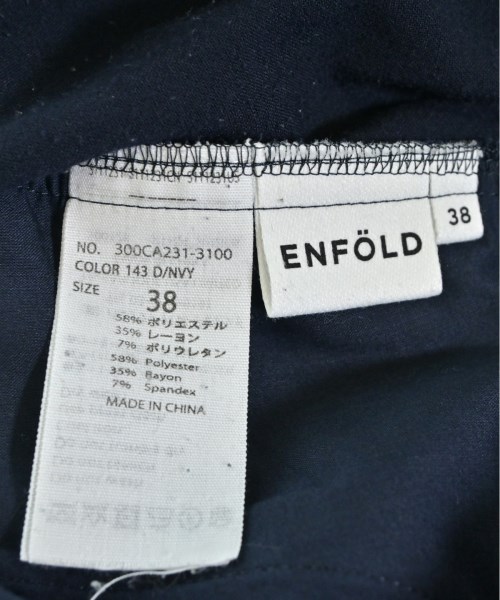 NO. 300CA231-3100
COLOR 143 D/NVY
SIZE 38
58% ポリエステル
35% レーヨン
7% ポリウレタン
58% Polyester
35% Rayon
7% Spandex
MADE IN CHINA
ENFÖLD
38